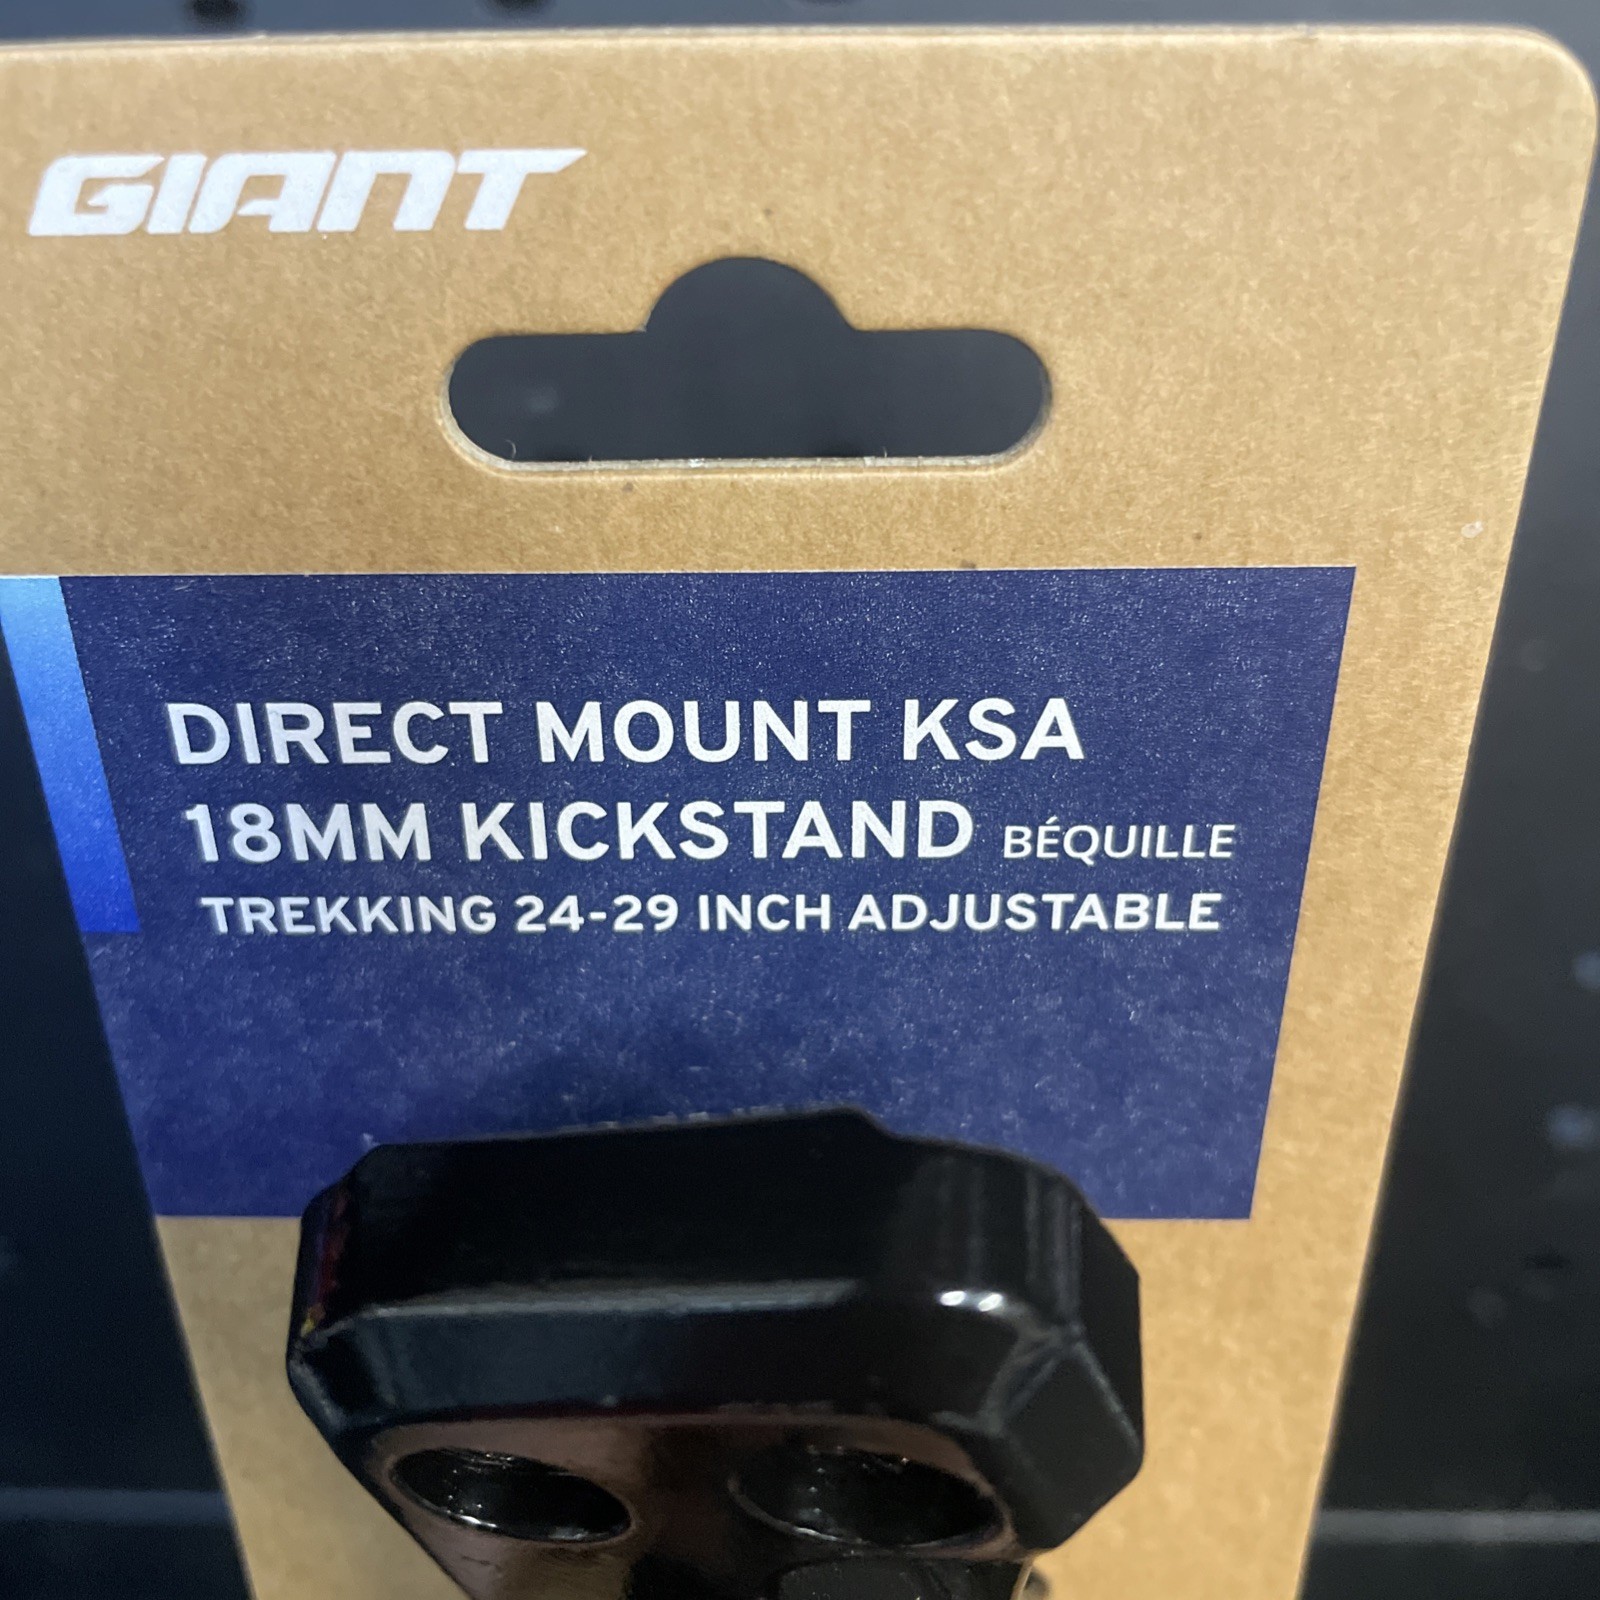 GIANT
DIRECT MOUNT KSA
18MM KICKSTAND BÉQUILLE
TREKKING 24-29 INCH ADJUSTABLE